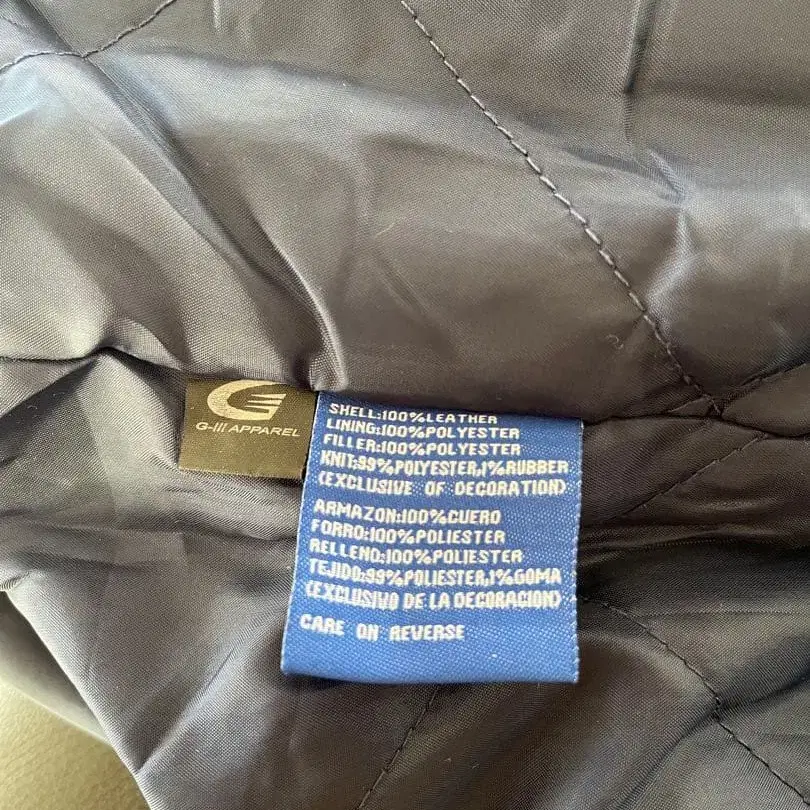 G-III APPAREL
SHELL:100%LEATHER
LINING:100%POLYESTER
FILLER:100%POLYESTER
KNIT:99%POLYESTER,1%RUBBER
(EXCLUSIVE OF DECORATION)
ARMAZON:100%CUERO
FORRO:100%POLIESTER
RELLENO:100%POLIESTER
TEJIDO:99%POLIESTER,1%GOMA
(EXCLUSIVO DE LA DECORACION)
CARE ON REVERSE